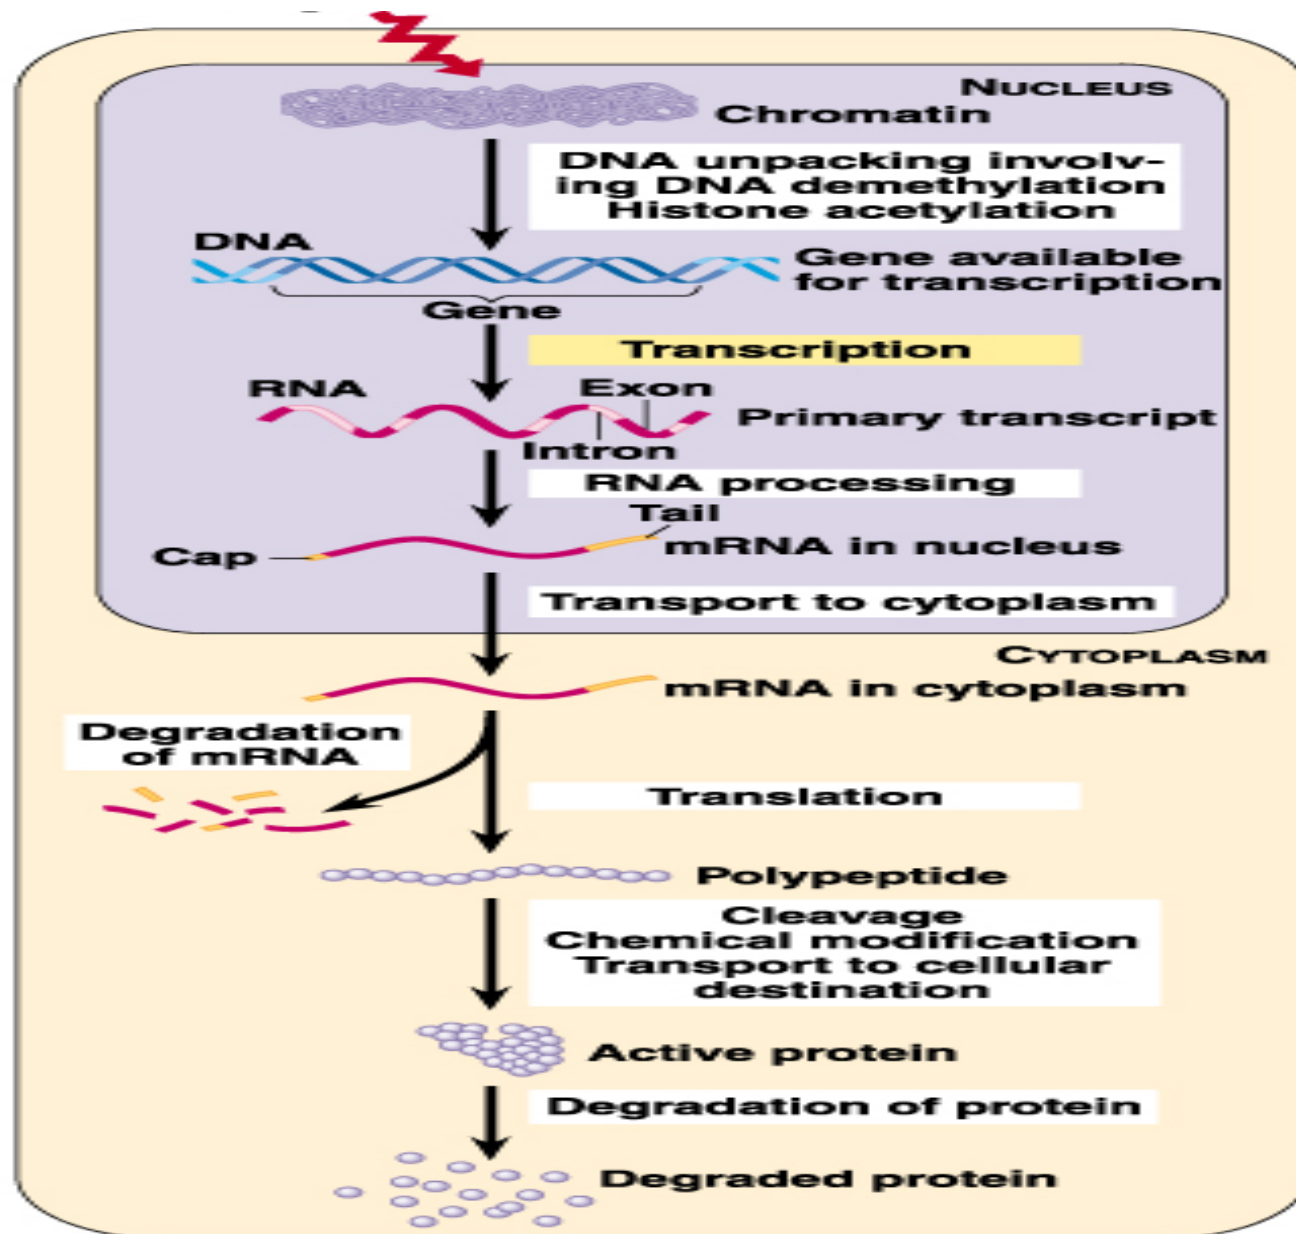 NUCLEUS
Chromatin
DNA unpacking involv-
ing DNA demethylation
Histone acetylation
DNA
Gene available
for transcription
Gene
Transcription
RNA
Exon
Primary transcript
Intron
RNA processing
Tail
Cap
mRNA in nucleus
Transport to cytoplasm
CYTOPLASM
mRNA in cytoplasm
Degradation
of mRNA
Translation
Polypeptide
Cleavage
Chemical modification
Transport to cellular
destination
Active protein
Degradation of protein
Degraded protein